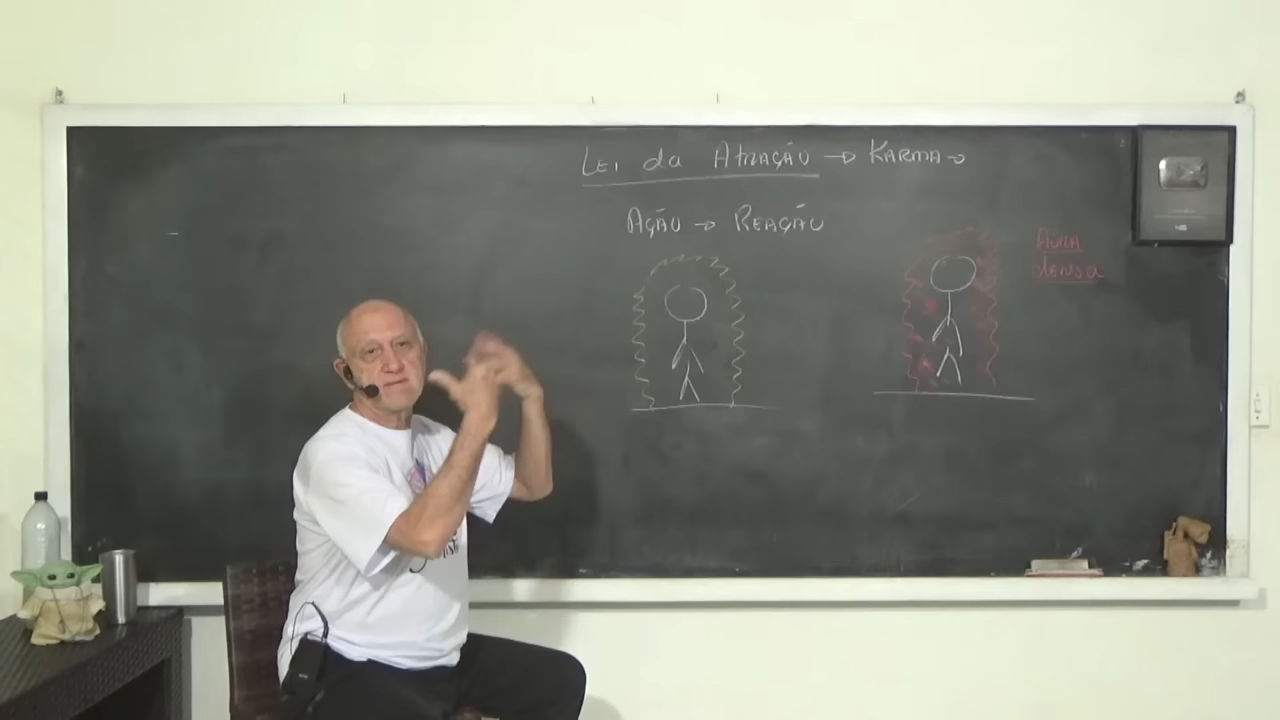 LEI da ATRAÇÃO → KARMA →
AÇÃO → REAÇÃO
AURA
densa